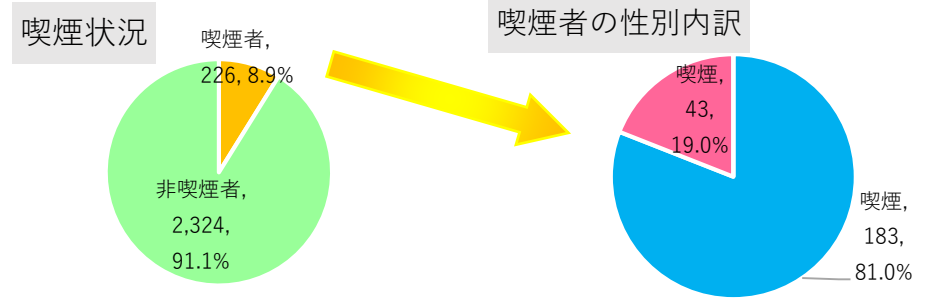 喫煙状況
喫煙者,
226, 8.9%
非喫煙者,
2,324,
91.1%
喫煙者の性別内訳
喫煙,
43,
19.0%
喫煙,
183,
81.0%